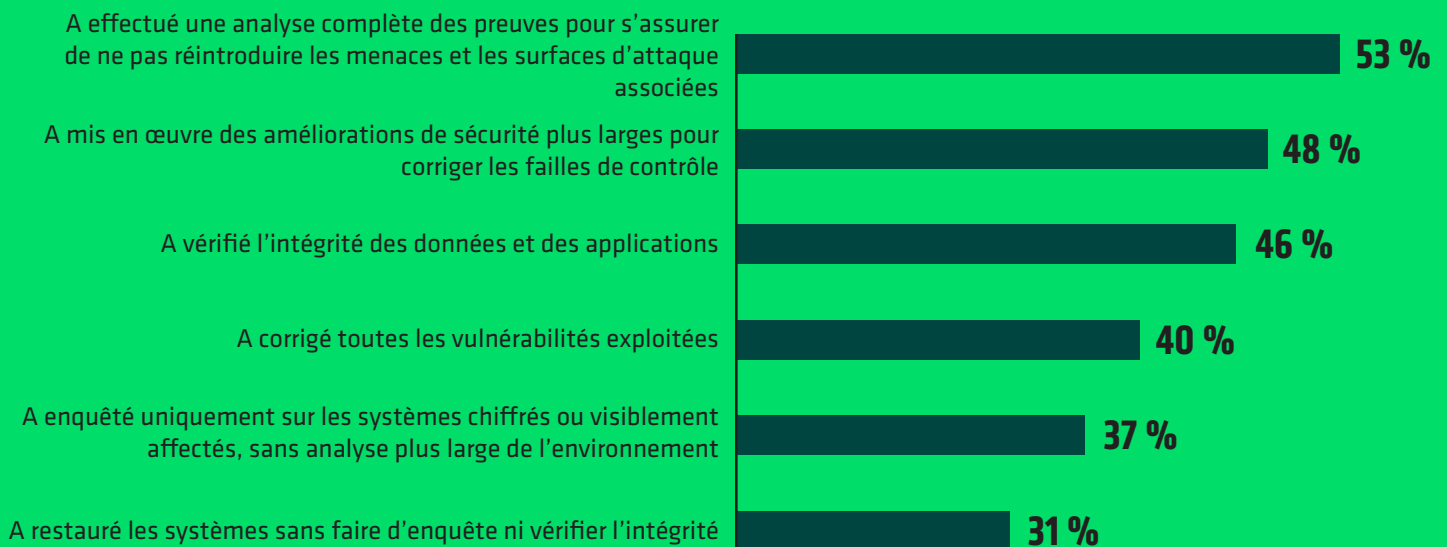 A effectué une analyse complète des preuves pour s’assurer
de ne pas réintroduire les menaces et les surfaces d’attaque
associées
53 %
A mis en œuvre des améliorations de sécurité plus larges pour
corriger les failles de contrôle
48 %
A vérifié l’intégrité des données et des applications
46 %
A corrigé toutes les vulnérabilités exploitées
40 %
A enquêté uniquement sur les systèmes chiffrés ou visiblement
affectés, sans analyse plus large de l’environnement
37 %
A restauré les systèmes sans faire d’enquête ni vérifier l’intégrité
31 %